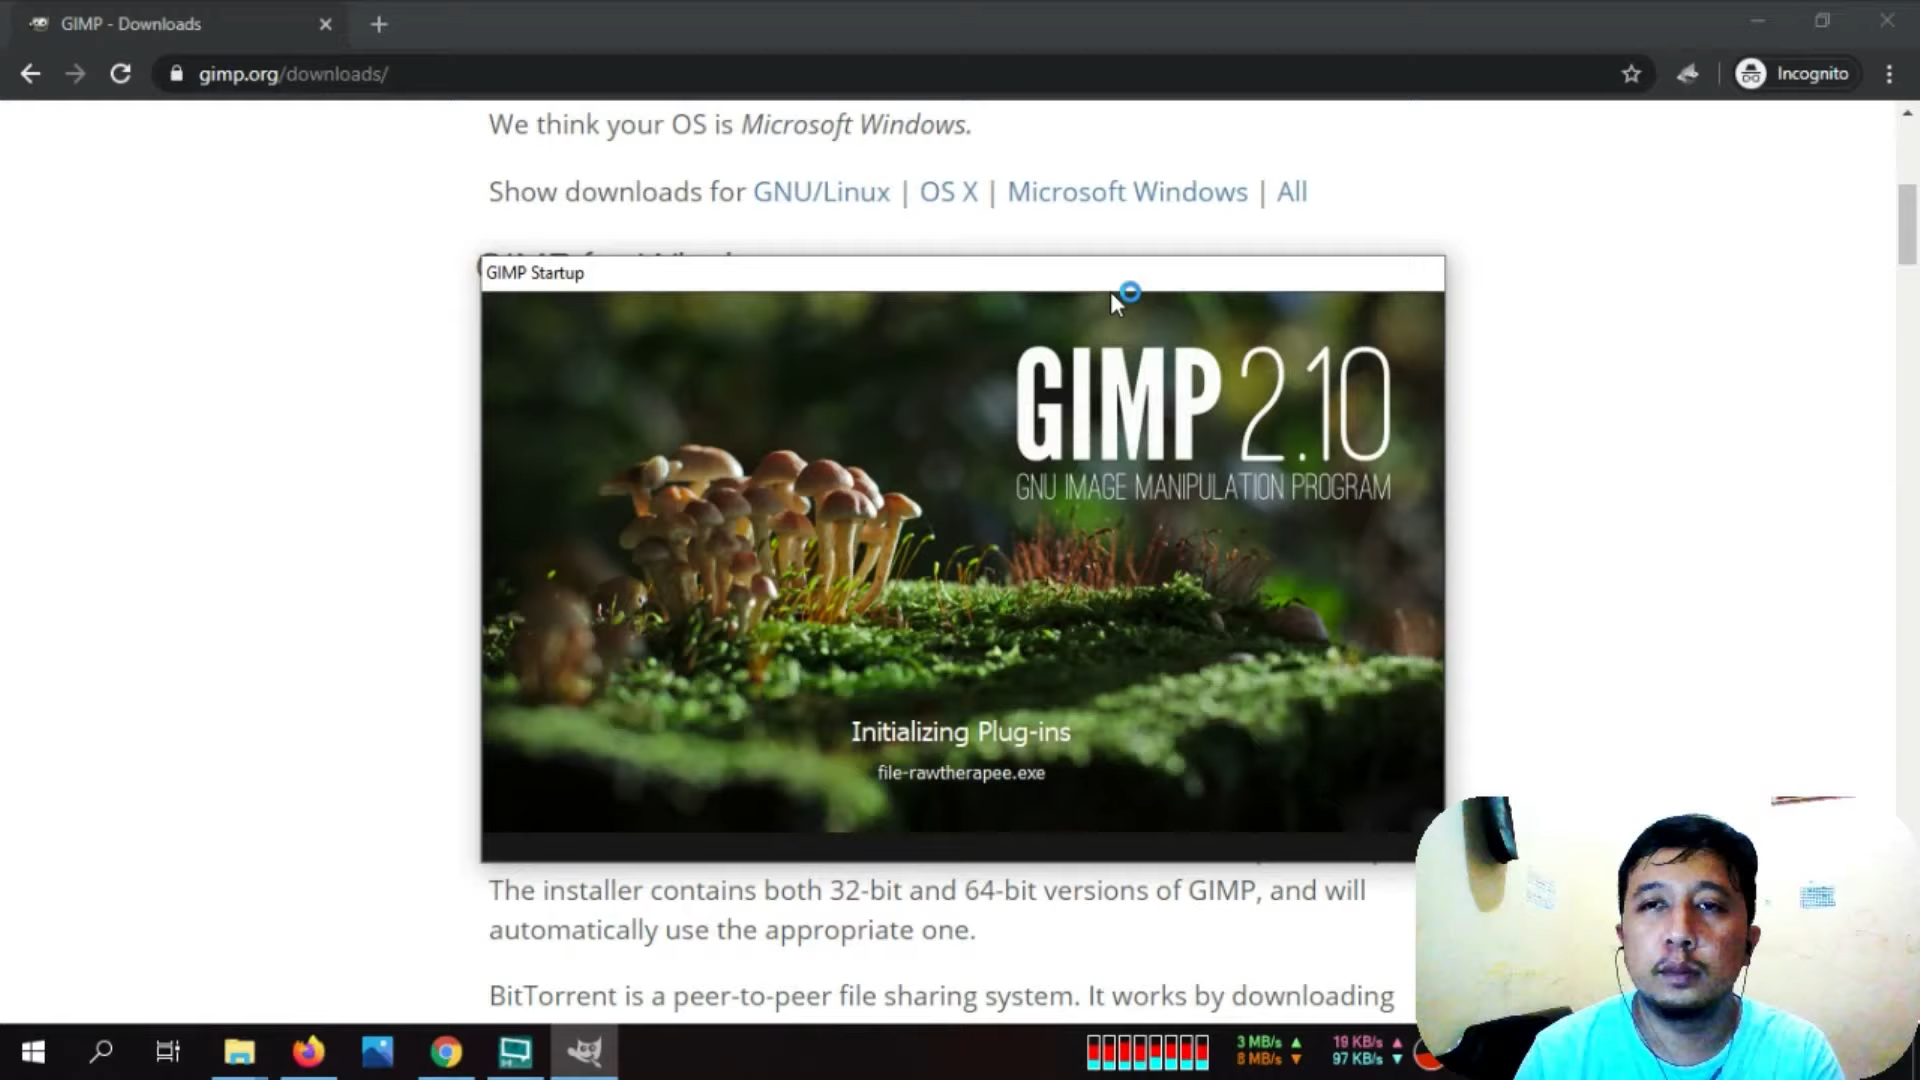 GIMP - Downloads
gimp.org/downloads/
Incognito
We think your OS is Microsoft Windows.
Show downloads for GNU/Linux | OS X | Microsoft Windows | All
GIMP Startup
GIMP 2.10
GNU IMAGE MANIPULATION PROGRAM
Initializing Plug-ins
file-rawtherapee.exe
The installer contains both 32-bit and 64-bit versions of GIMP, and will
automatically use the appropriate one.
BitTorrent is a peer-to-peer file sharing system. It works by downloading
3 MB/s 19 KB/s
8 MB/s 97 KB/s